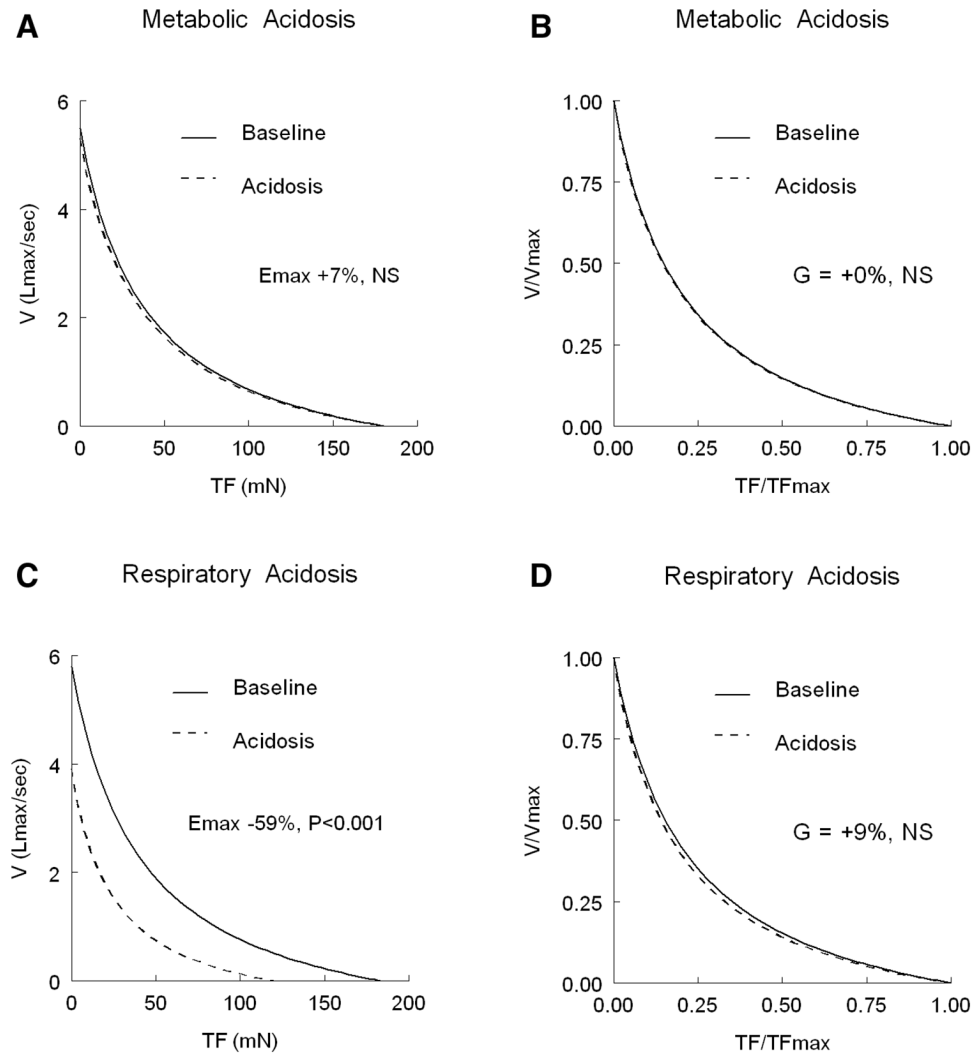 A
Metabolic Acidosis
V (Lmax/sec)
6
4
2
0
Baseline
Acidosis
Emax +7%, NS
0 50 100 150 200
TF (mN)
B
Metabolic Acidosis
V/Vmax
1.00
0.75
0.50
0.25
0.00
Baseline
Acidosis
G = +0%, NS
0.00 0.25 0.50 0.75 1.00
TF/TFmax
C
Respiratory Acidosis
V (Lmax/sec)
6
4
2
0
Baseline
Acidosis
Emax -59%, P<0.001
0 50 100 150 200
TF (mN)
D
Respiratory Acidosis
V/Vmax
1.00
0.75
0.50
0.25
0.00
Baseline
Acidosis
G = +9%, NS
0.00 0.25 0.50 0.75 1.00
TF/TFmax